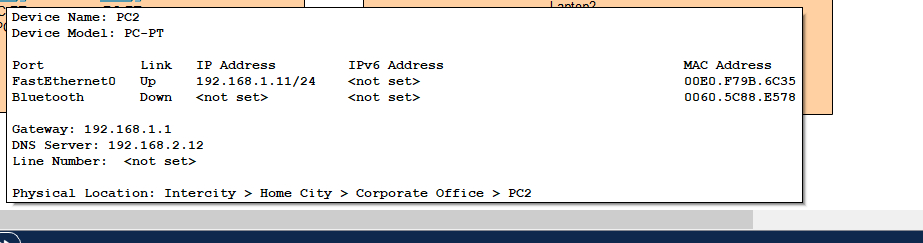 Laptop2
Device Name: PC2
Device Model: PC-PT
Port Link IP Address IPv6 Address MAC Address
FastEthernet0 Up 192.168.1.11/24 <not set> 00E0.F79B.6C35
Bluetooth Down <not set> <not set> 0060.5C88.E578
Gateway: 192.168.1.1
DNS Server: 192.168.2.12
Line Number: <not set>
Physical Location: Intercity > Home City > Corporate Office > PC2